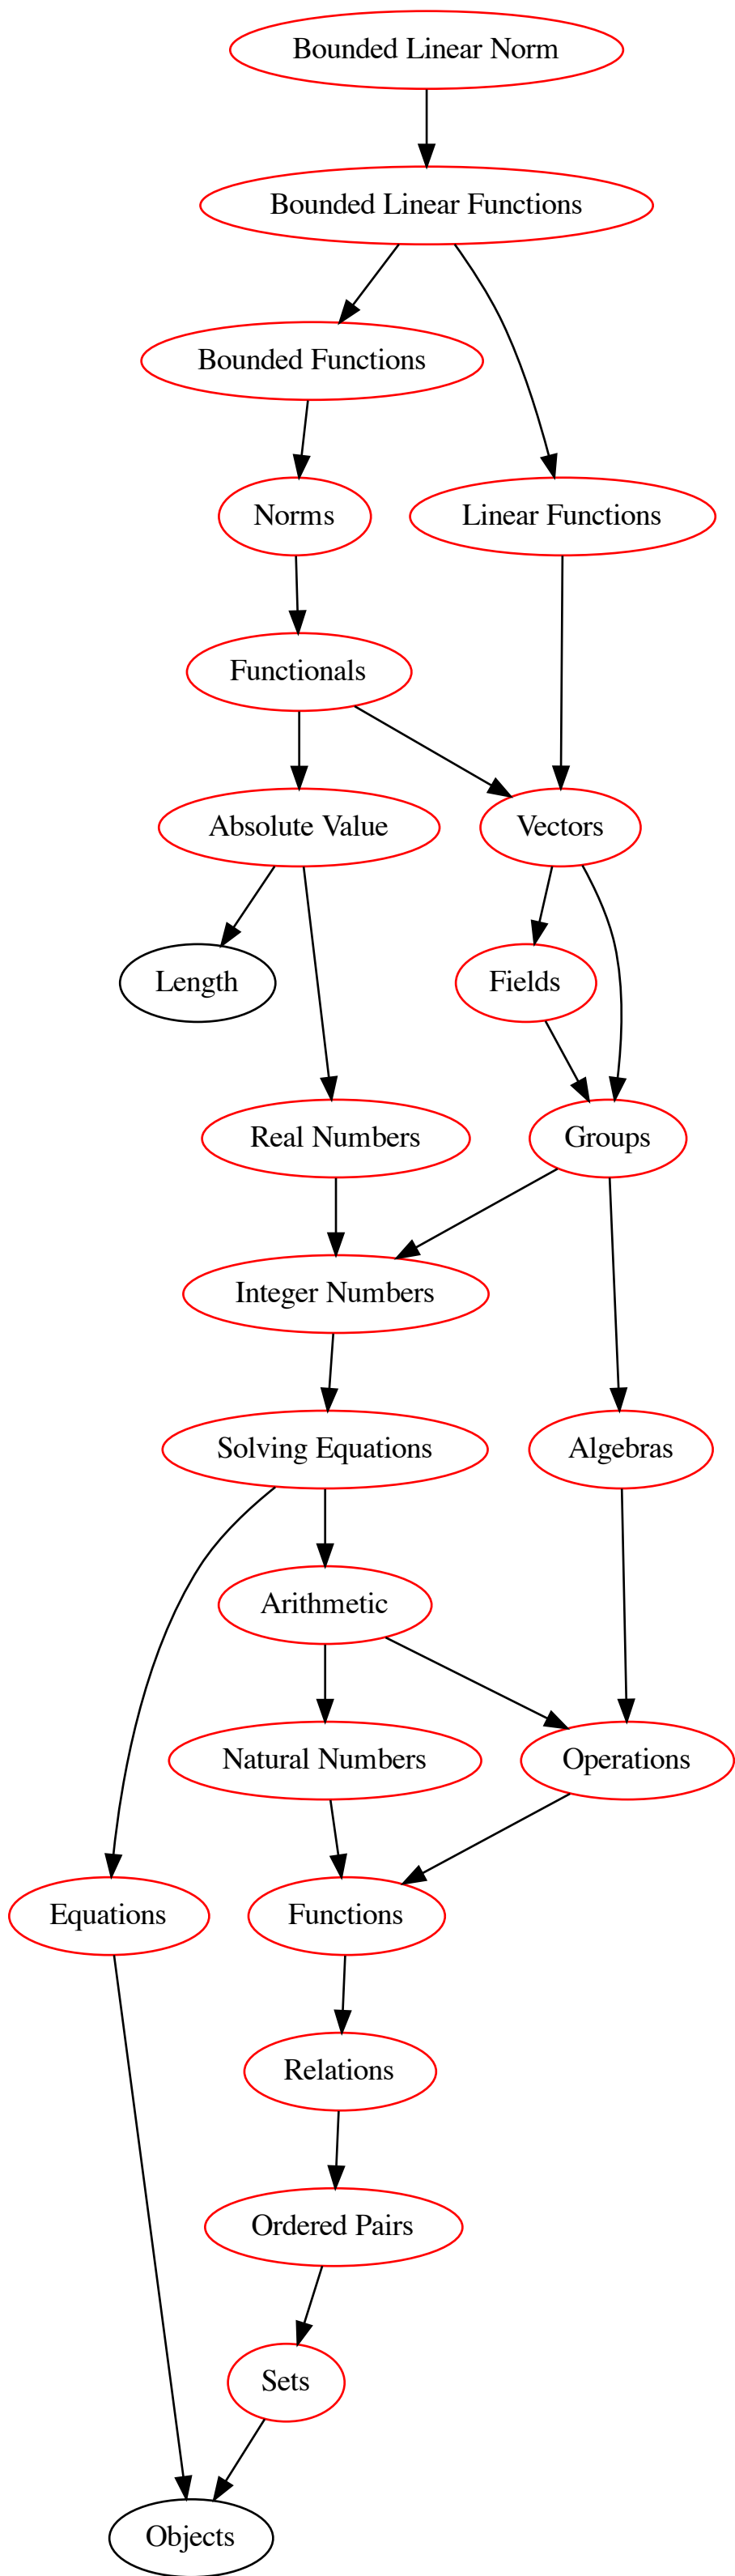 Bounded Linear Norm
Bounded Linear Functions
Bounded Functions
Norms
Linear Functions
Functionals
Absolute Value
Vectors
Length
Fields
Real Numbers
Groups
Integer Numbers
Solving Equations
Algebras
Arithmetic
Natural Numbers
Operations
Equations
Functions
Relations
Ordered Pairs
Sets
Objects